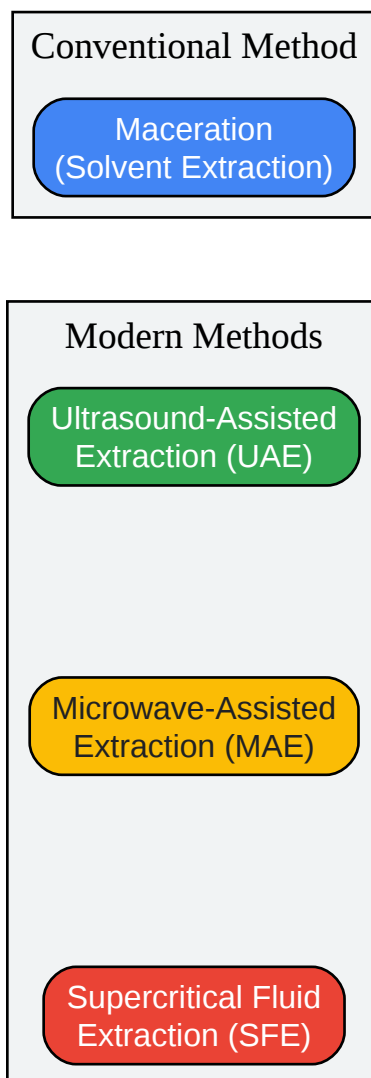 Conventional Method
Maceration
(Solvent Extraction)
Modern Methods
Ultrasound-Assisted
Extraction (UAE)
Microwave-Assisted
Extraction (MAE)
Supercritical Fluid
Extraction (SFE)